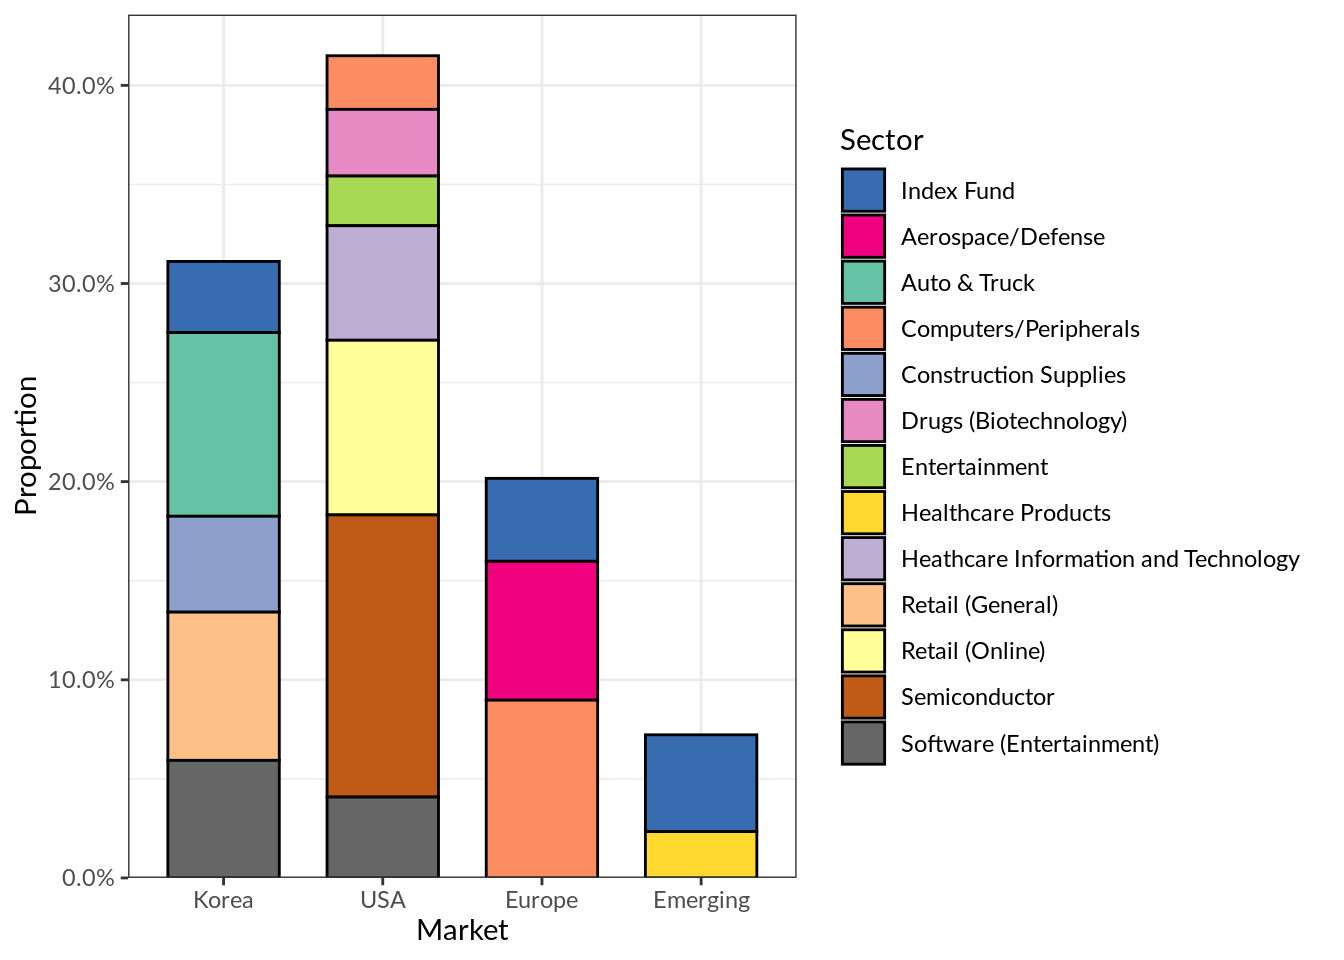 40.0%
30.0%
20.0%
10.0%
0.0%
Proportion
Korea
USA
Europe
Emerging
Market
Sector
Index Fund
Aerospace/Defense
Auto & Truck
Computers/Peripherals
Construction Supplies
Drugs (Biotechnology)
Entertainment
Healthcare Products
Heathcare Information and Technology
Retail (General)
Retail (Online)
Semiconductor
Software (Entertainment)